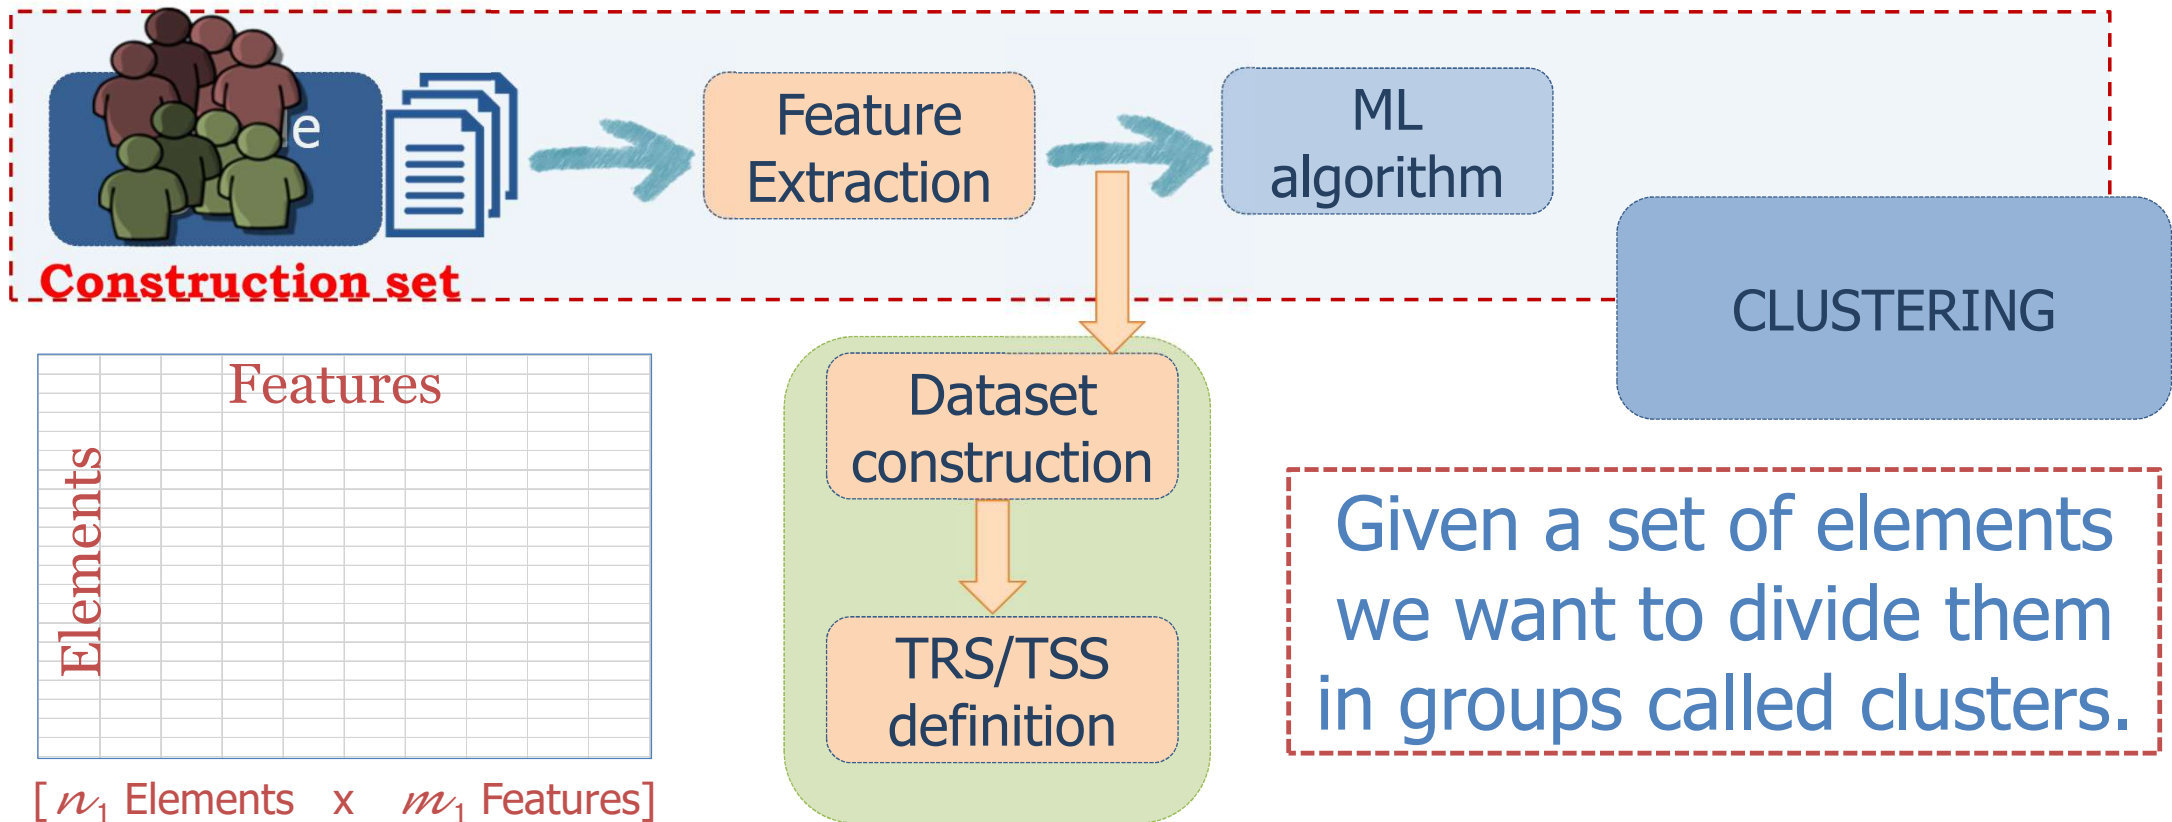 Feature
Extraction
ML
algorithm
Construction set
CLUSTERING
Features
Elements
[n₁ Elements x m₁ Features]
Dataset
construction
TRS/TSS
definition
Given a set of elements
we want to divide them
in groups called clusters.